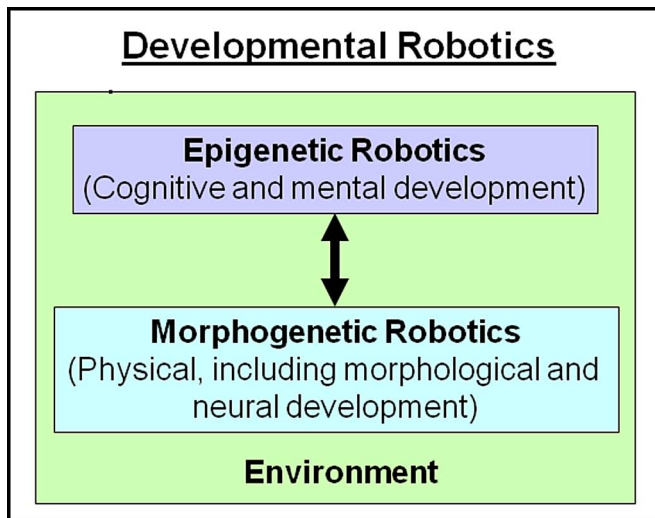 Developmental Robotics
Epigenetic Robotics
(Cognitive and mental development)
Morphogenetic Robotics
(Physical, including morphological and
neural development)
Environment